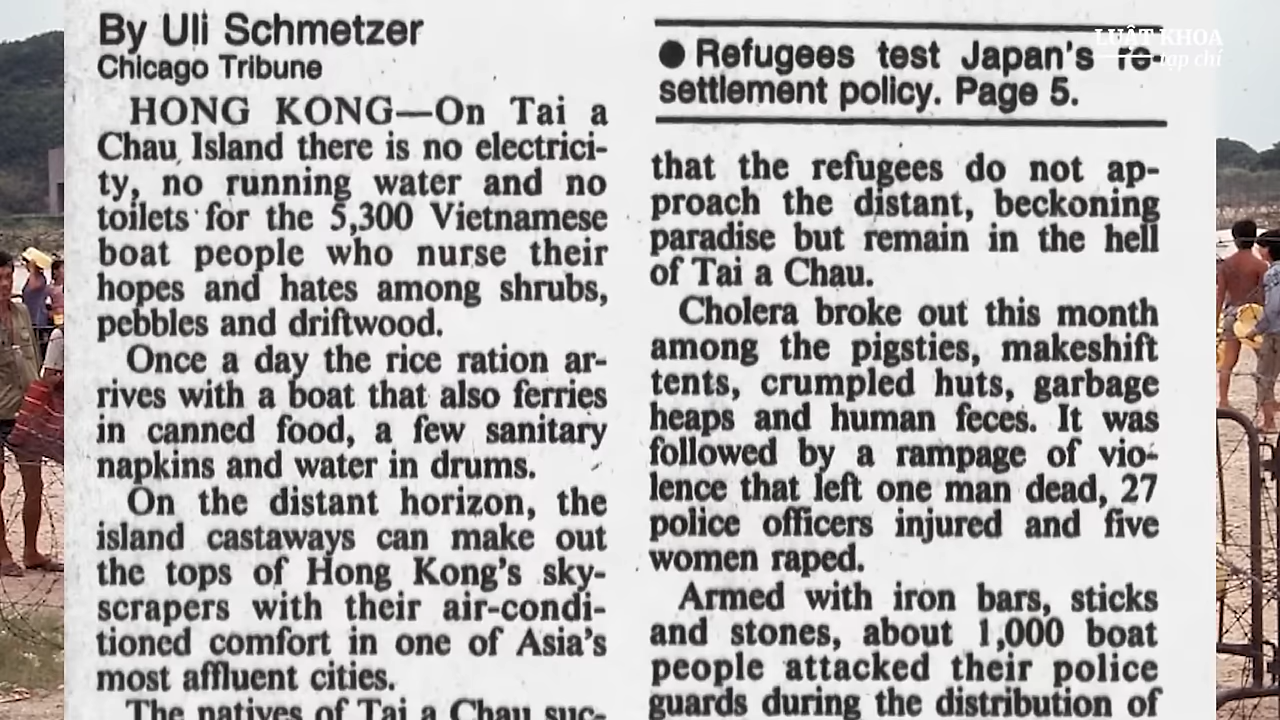 By Uli Schmetzer
Chicago Tribune
HONG KONG—On Tai a
Chau Island there is no electrici-
ty, no running water and no
toilets for the 5,300 Vietnamese
boat people who nurse their
hopes and hates among shrubs,
pebbles and driftwood.
Once a day the rice ration ar-
rives with a boat that also ferries
in canned food, a few sanitary
napkins and water in drums.
On the distant horizon, the
island castaways can make out
the tops of Hong Kong's sky-
scrapers with their air-condi-
tioned comfort in one of Asia's
most affluent cities.
The natives of Tai a Chau suc-
● Refugees test Japan's re-
settlement policy. Page 5.
that the refugees do not ap-
proach the distant, beckoning
paradise but remain in the hell
of Tai a Chau.
Cholera broke out this month
among the pigsties, makeshift
tents, crumpled huts, garbage
heaps and human feces. It was
followed by a rampage of vio-
lence that left one man dead, 27
police officers injured and five
women raped.
Armed with iron bars, sticks
and stones, about 1,000 boat
people attacked their police
guards during the distribution of
LUẬT KHOA
tạp chí